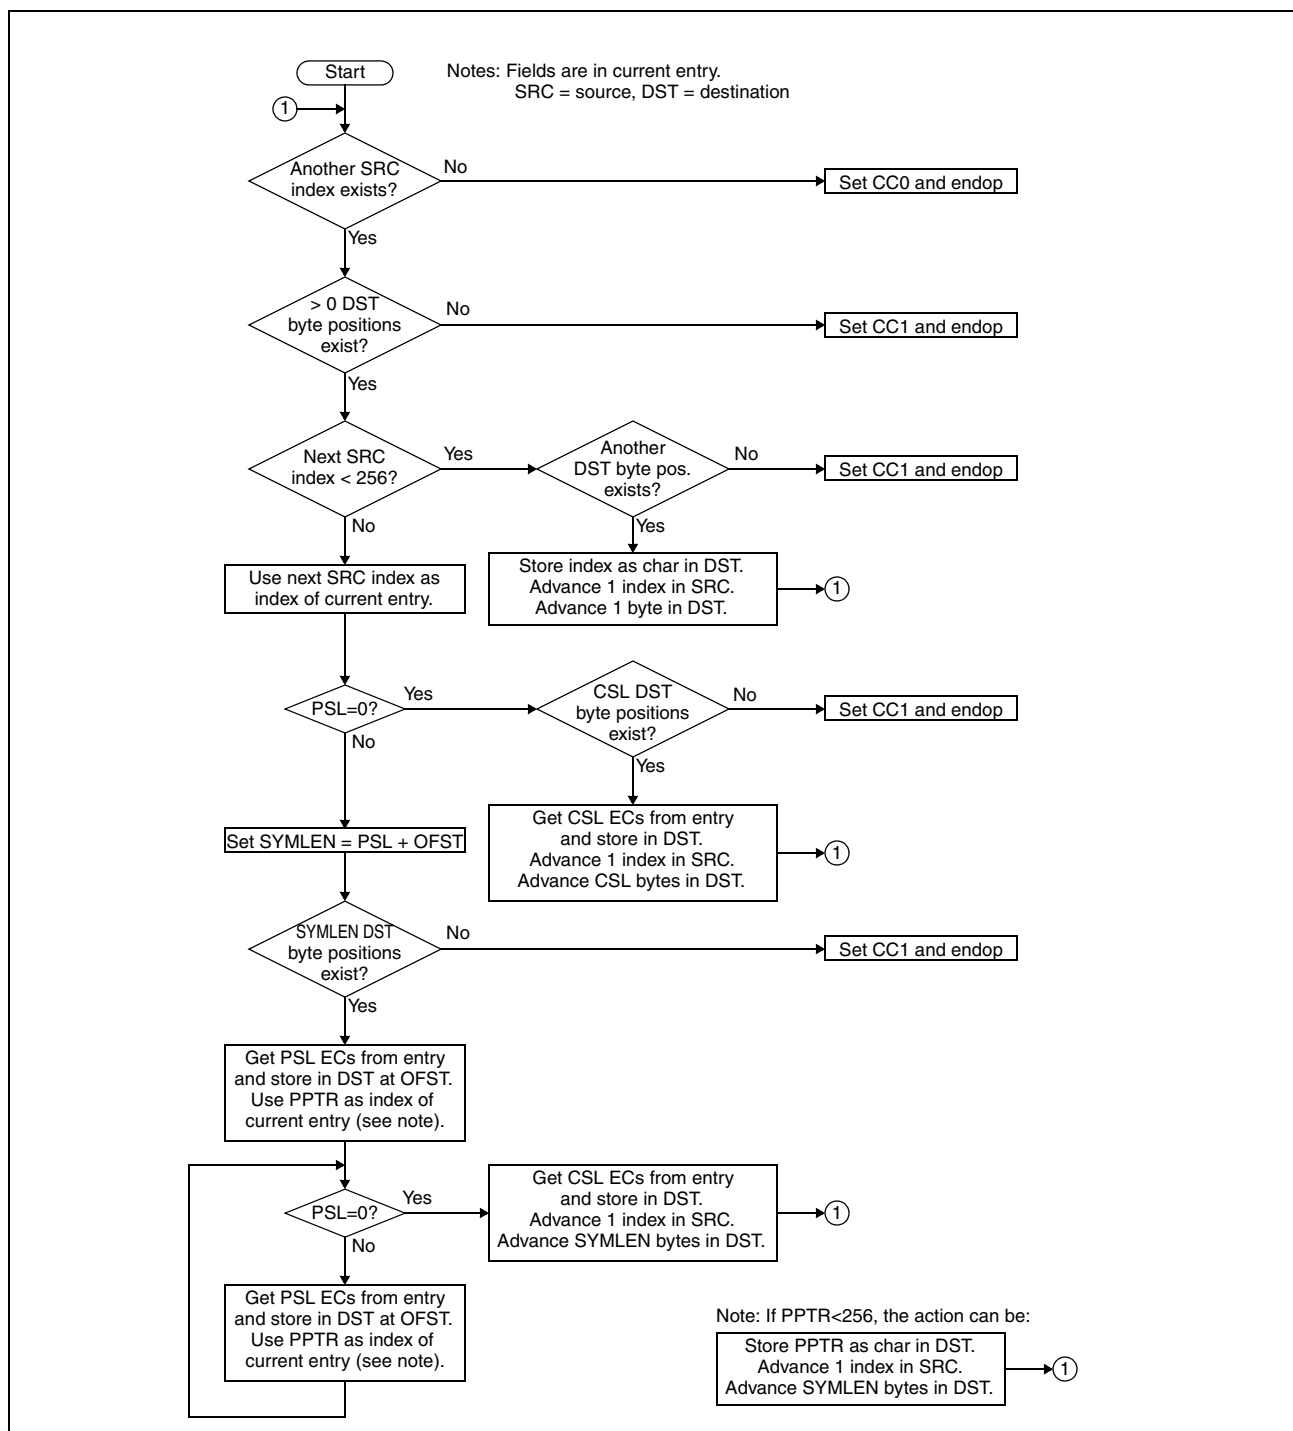 Start
Notes: Fields are in current entry.
SRC = source, DST = destination
1
Another SRC
index exists?
No
Set CC0 and endop
Yes
> 0 DST
byte positions
exist?
No
Set CC1 and endop
Yes
Next SRC
index < 256?
Yes
Another
DST byte pos.
exists?
No
Set CC1 and endop
No
Yes
Use next SRC index as
index of current entry.
Store index as char in DST.
Advance 1 index in SRC.
Advance 1 byte in DST.
1
PSL=0?
Yes
CSL DST
byte positions
exist?
No
Set CC1 and endop
No
Yes
Set SYMLEN = PSL + OFST
Get CSL ECs from entry
and store in DST.
Advance 1 index in SRC.
Advance CSL bytes in DST.
1
SYMLEN DST
byte positions
exist?
No
Set CC1 and endop
Yes
Get PSL ECs from entry
and store in DST at OFST.
Use PPTR as index of
current entry (see note).
PSL=0?
Yes
Get CSL ECs from entry
and store in DST.
Advance 1 index in SRC.
Advance SYMLEN bytes in DST.
1
No
Get PSL ECs from entry
and store in DST at OFST.
Use PPTR as index of
current entry (see note).
Note: If PPTR<256, the action can be:
Store PPTR as char in DST.
Advance 1 index in SRC.
Advance SYMLEN bytes in DST.
1